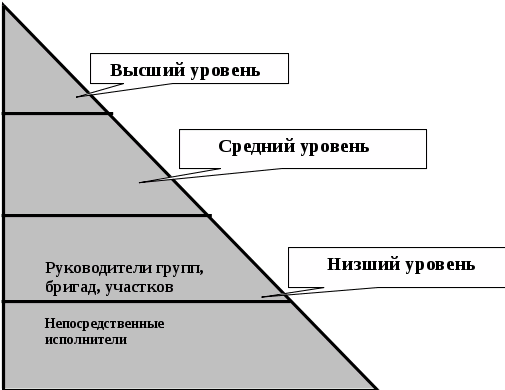 Высший уровень
Средний уровень
Низший уровень
Руководители групп,
бригад, участков
Непосредственные
исполнители